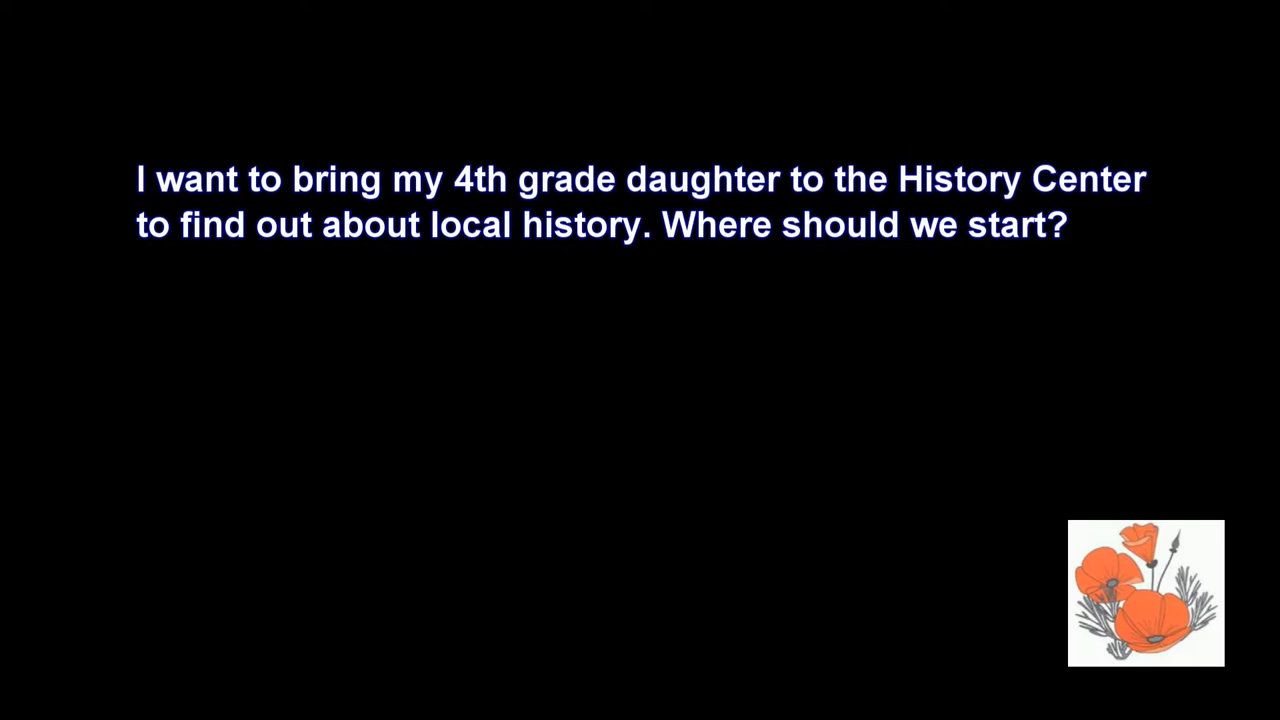 I want to bring my 4th grade daughter to the History Center
to find out about local history. Where should we start?